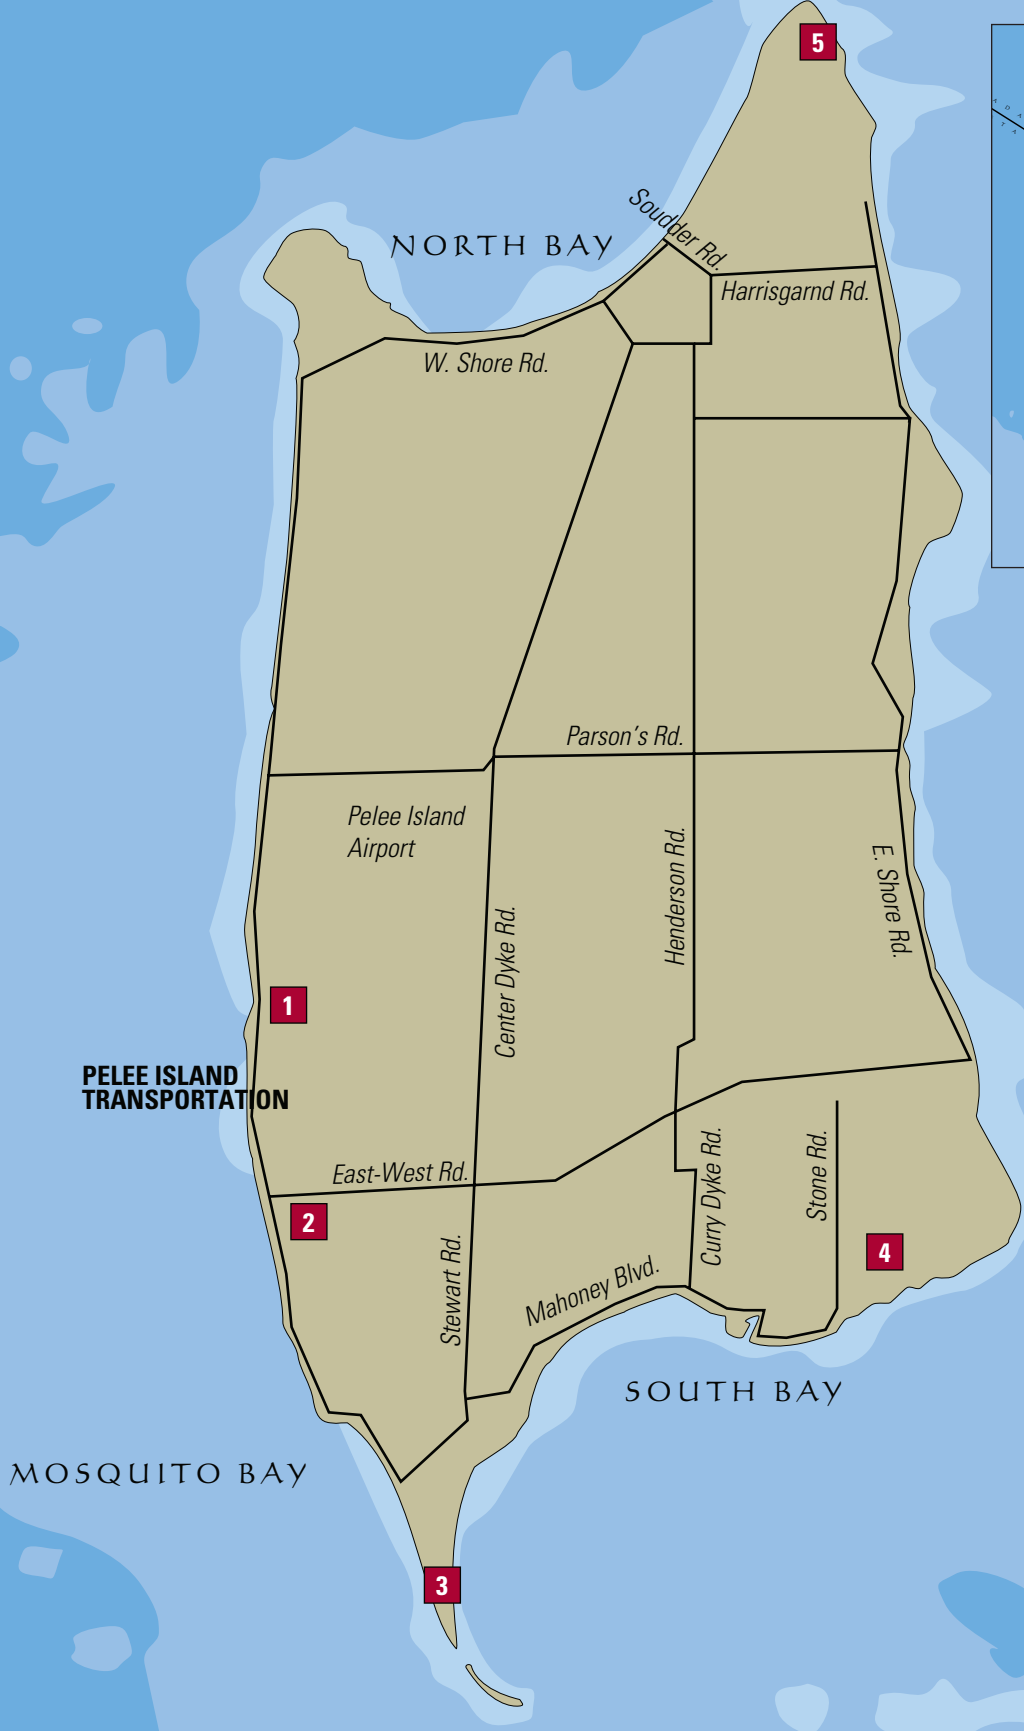 5
A D A
T A
Soudder Rd.
NORTH BAY
Harrisgarnd Rd.
W. Shore Rd.
Parson's Rd.
Pelee Island
Airport
Henderson Rd.
E. Shore Rd.
Center Dyke Rd.
1
PELEE ISLAND
TRANSPORTATION
East-West Rd.
Curry Dyke Rd.
Stone Rd.
2
4
Stewart Rd.
Mahoney Blvd.
SOUTH BAY
MOSQUITO BAY
3